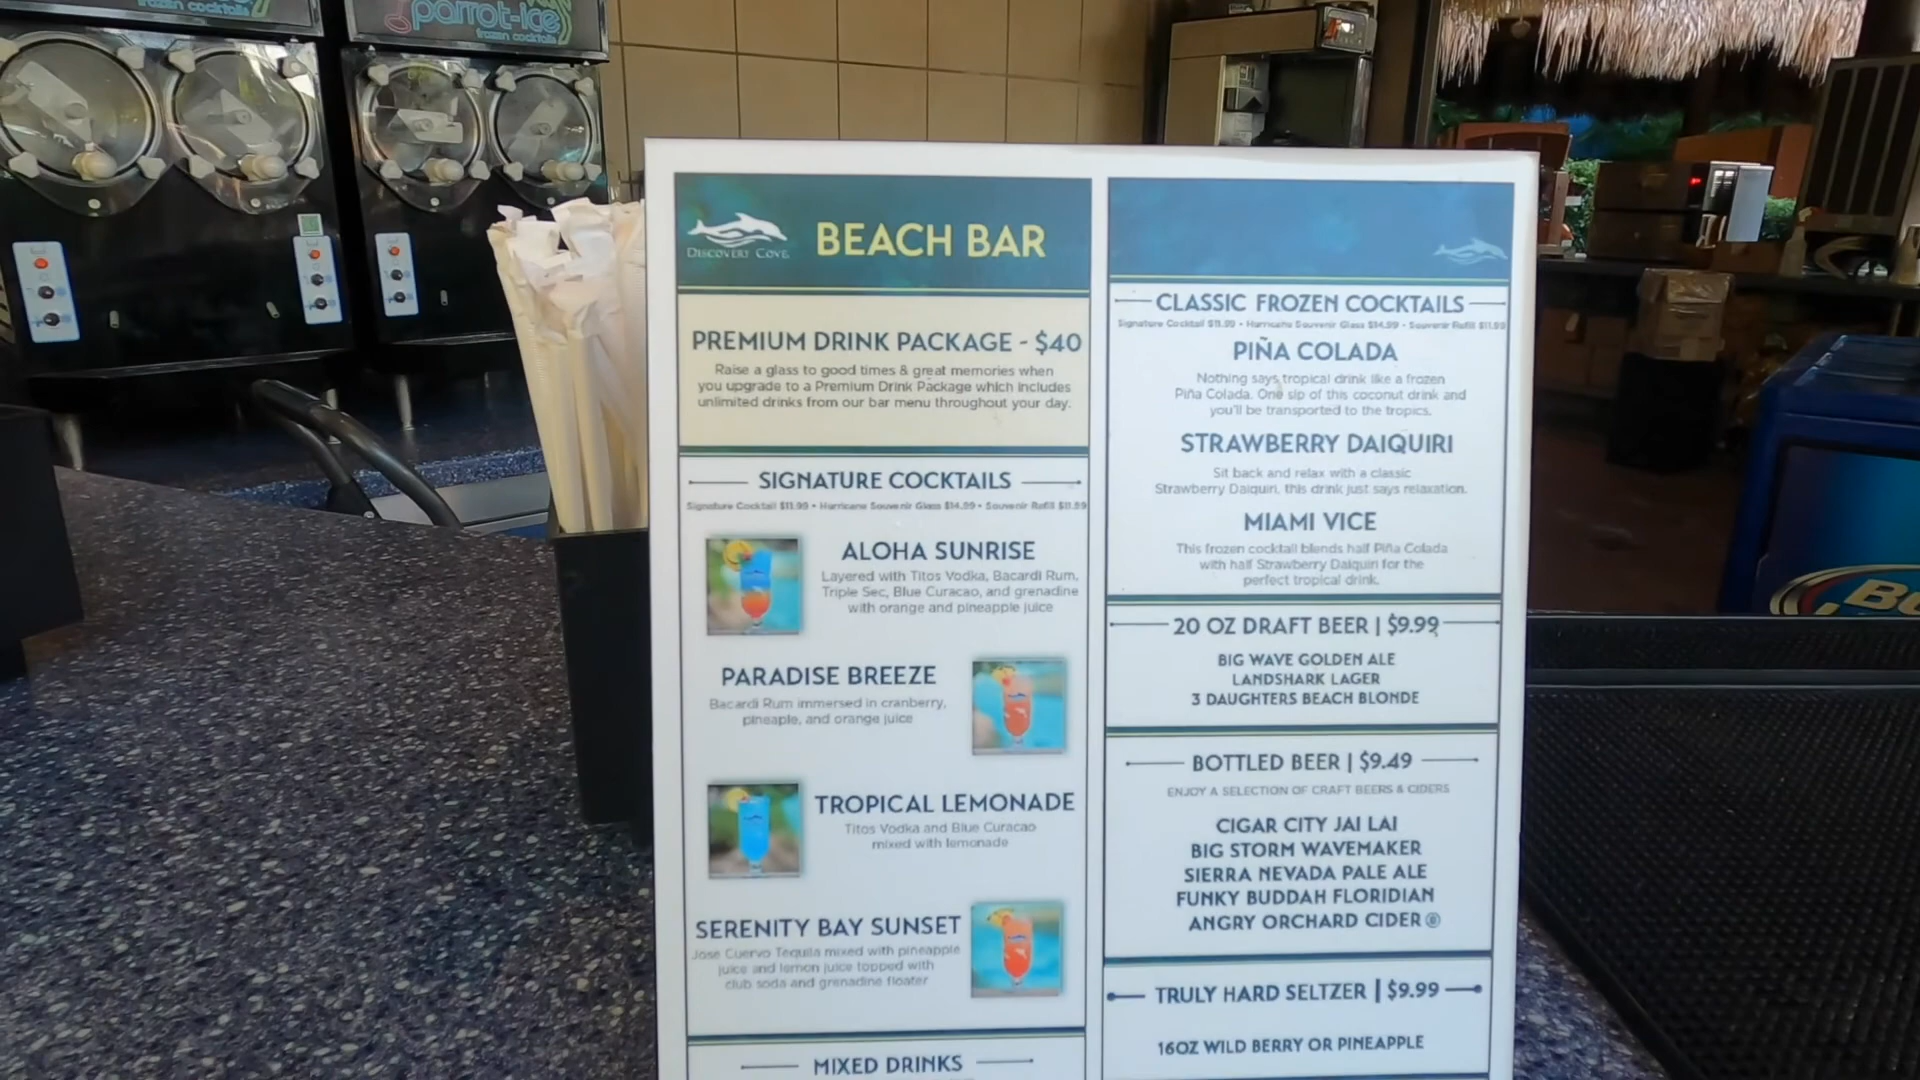 frozen cocktails
parrot-ice
frozen cocktails
DISCOVERY COVE
BEACH BAR
PREMIUM DRINK PACKAGE - $40
Raise a glass to good times & great memories when
you upgrade to a Premium Drink Package which includes
unlimited drinks from our bar menu throughout your day.
SIGNATURE COCKTAILS
Signature Cocktail $11.99 • Hurricane Souvenir Glass $14.99 • Souvenir Refill $11.99
ALOHA SUNRISE
Layered with Titos Vodka, Bacardi Rum,
Triple Sec, Blue Curacao, and grenadine
with orange and pineapple juice
PARADISE BREEZE
Bacardi Rum immersed in cranberry,
pineaple, and orange juice
TROPICAL LEMONADE
Titos Vodka and Blue Curacao
mixed with lemonade
SERENITY BAY SUNSET
Jose Cuervo Tequila mixed with pineapple
juice and lemon juice topped with
club soda and grenadine floater
MIXED DRINKS
CLASSIC FROZEN COCKTAILS
Signature Cocktail $11.99 • Hurricane Souvenir Glass $14.99 • Souvenir Refill $11.99
PIÑA COLADA
Nothing says tropical drink like a frozen
Piña Colada. One sip of this coconut drink and
you'll be transported to the tropics.
STRAWBERRY DAIQUIRI
Sit back and relax with a classic
Strawberry Daiquiri, this drink just says relaxation.
MIAMI VICE
This frozen cocktail blends half Piña Colada
with half Strawberry Daiquiri for the
perfect tropical drink.
20 OZ DRAFT BEER | $9.99
BIG WAVE GOLDEN ALE
LANDSHARK LAGER
3 DAUGHTERS BEACH BLONDE
BOTTLED BEER | $9.49
ENJOY A SELECTION OF CRAFT BEERS & CIDERS
CIGAR CITY JAI LAI
BIG STORM WAVEMAKER
SIERRA NEVADA PALE ALE
FUNKY BUDDAH FLORIDIAN
ANGRY ORCHARD CIDER
TRULY HARD SELTZER | $9.99
16OZ WILD BERRY OR PINEAPPLE